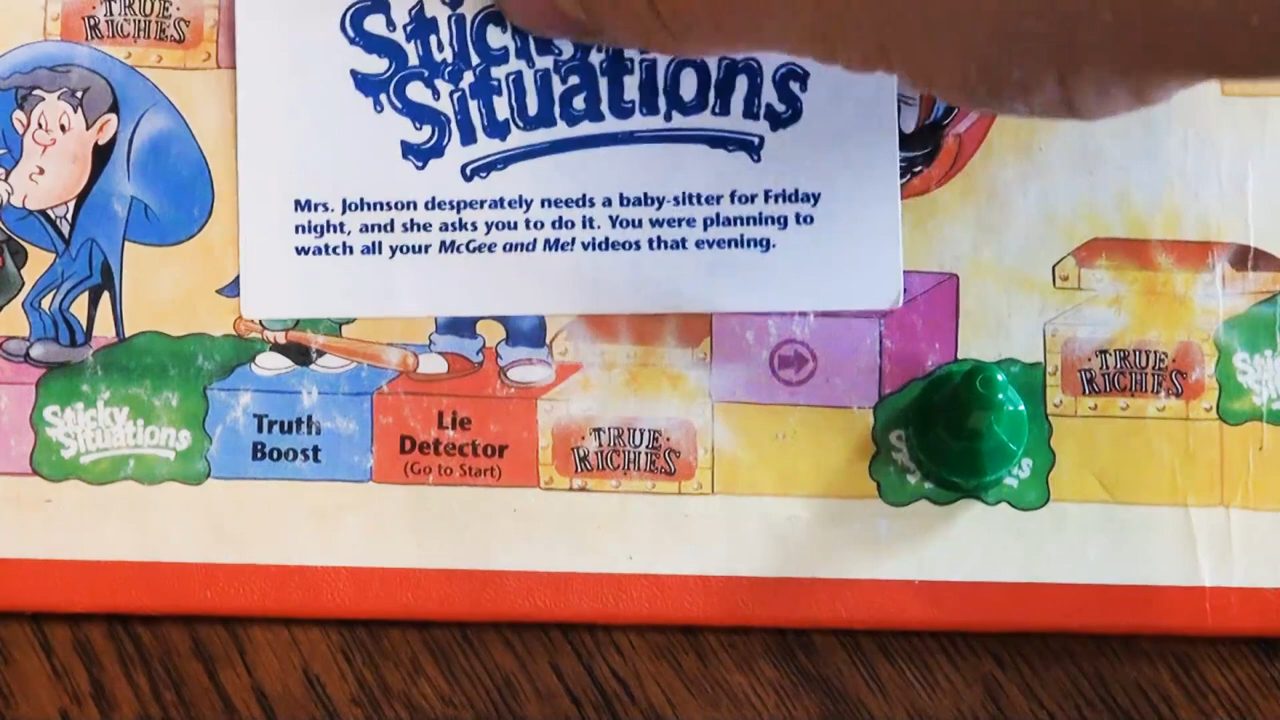 TRUE
RICHES
Sticky
Situations
Mrs. Johnson desperately needs a baby-sitter for Friday
night, and she asks you to do it. You were planning to
watch all your McGee and Me! videos that evening.
Sticky
Situations
Truth
Boost
Lie
Detector
(Go to Start)
TRUE
RICHES
TRUE
RICHES